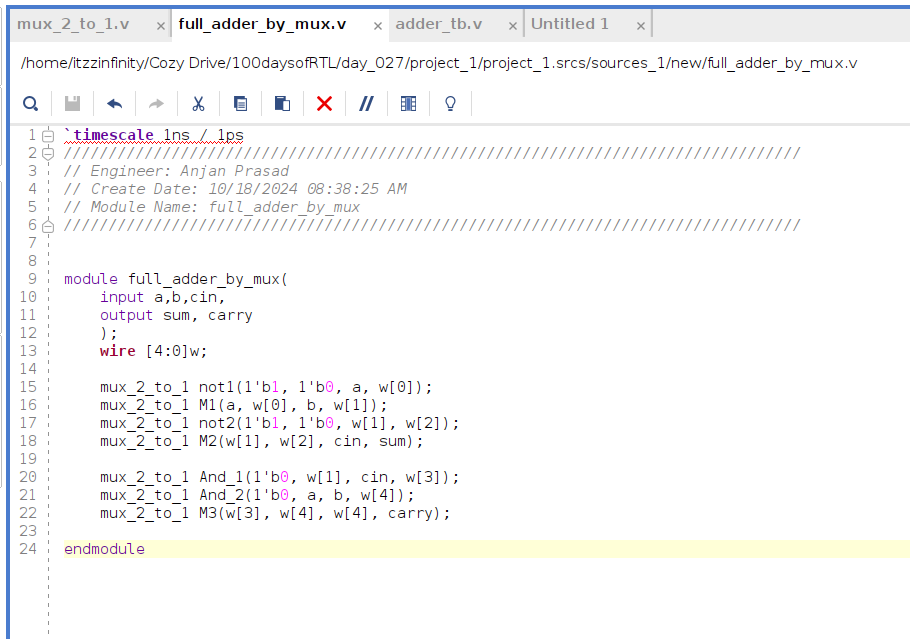 mux_2_to_1.v × full_adder_by_mux.v × adder_tb.v × Untitled 1 ×
/home/itzzinfinity/Cozy Drive/100daysofRTL/day_027/project_1/project_1.srcs/sources_1/new/full_adder_by_mux.v
1 `timescale 1ns / 1ps
2 //////////////////////////////////////////////////////////////////////////////////
3 // Engineer: Anjan Prasad
4 // Create Date: 10/18/2024 08:38:25 AM
5 // Module Name: full_adder_by_mux
6 //////////////////////////////////////////////////////////////////////////////////
7
8
9 module full_adder_by_mux(
10     input a,b,cin,
11     output sum, carry
12     );
13     wire [4:0]w;
14
15     mux_2_to_1 not1(1'b1, 1'b0, a, w[0]);
16     mux_2_to_1 M1(a, w[0], b, w[1]);
17     mux_2_to_1 not2(1'b1, 1'b0, w[1], w[2]);
18     mux_2_to_1 M2(w[1], w[2], cin, sum);
19
20     mux_2_to_1 And_1(1'b0, w[1], cin, w[3]);
21     mux_2_to_1 And_2(1'b0, a, b, w[4]);
22     mux_2_to_1 M3(w[3], w[4], w[4], carry);
23
24 endmodule